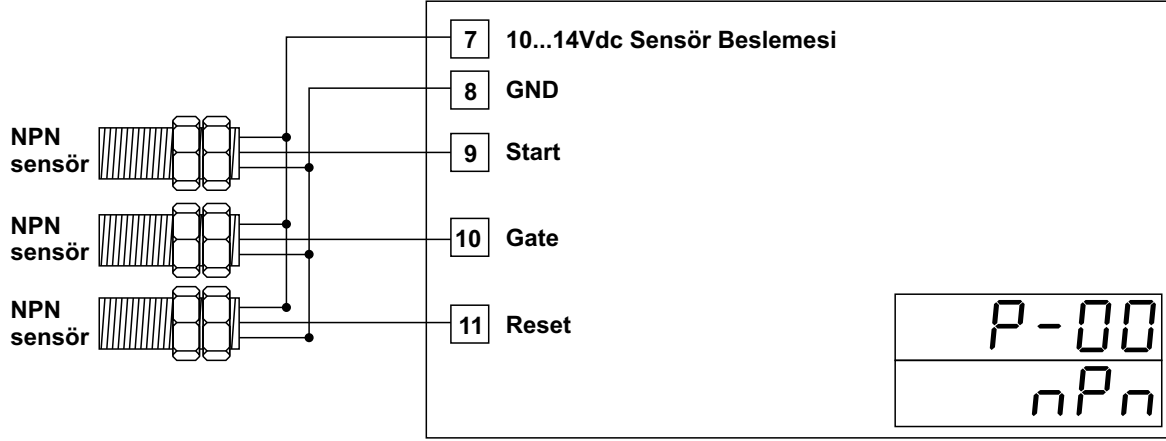 7 10...14Vdc Sensör Beslemesi
8 GND
NPN
sensör
9 Start
NPN
sensör
10 Gate
NPN
sensör
11 Reset
P-00
nPn